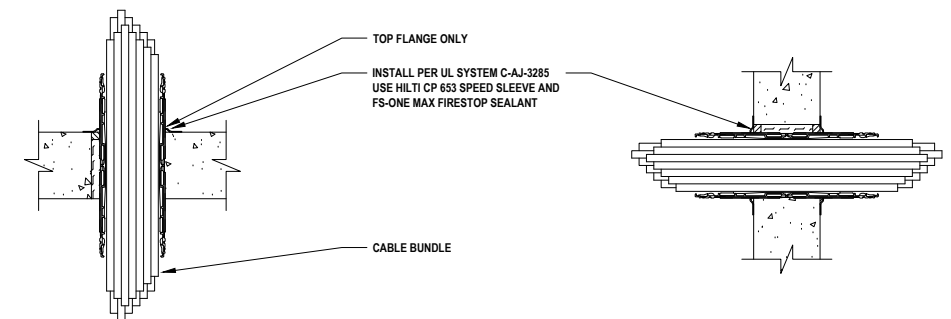 TOP FLANGE ONLY
INSTALL PER UL SYSTEM C-AJ-3285
USE HILTI CP 653 SPEED SLEEVE AND
FS-ONE MAX FIRESTOP SEALANT
CABLE BUNDLE